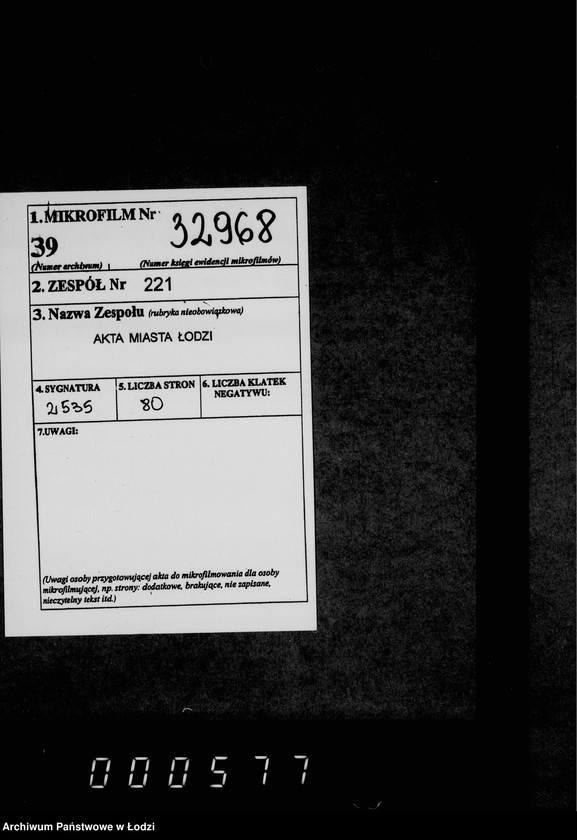 1. MIKROFILM Nr 32968
39
(Numer archiwum) (Numer księgi ewidencji mikrofilmów)
2. ZESPÓŁ Nr 221
3. Nazwa Zespołu (rubryka nieobowiązkowa)
AKTA MIASTA ŁODZI
4. SYGNATURA 5. LICZBA STRON 6. LICZBA KLATEK
NEGATYWU:
2535 80
7.UWAGI:
(Uwagi osoby przygotowującej akta do mikrofilmowania dla osoby
mikrofilmującej, np. strony: dodatkowe, brakujące, nie zapisane,
nieczytelny tekst itd.)
000577
Archiwum Państwowe w Łodzi